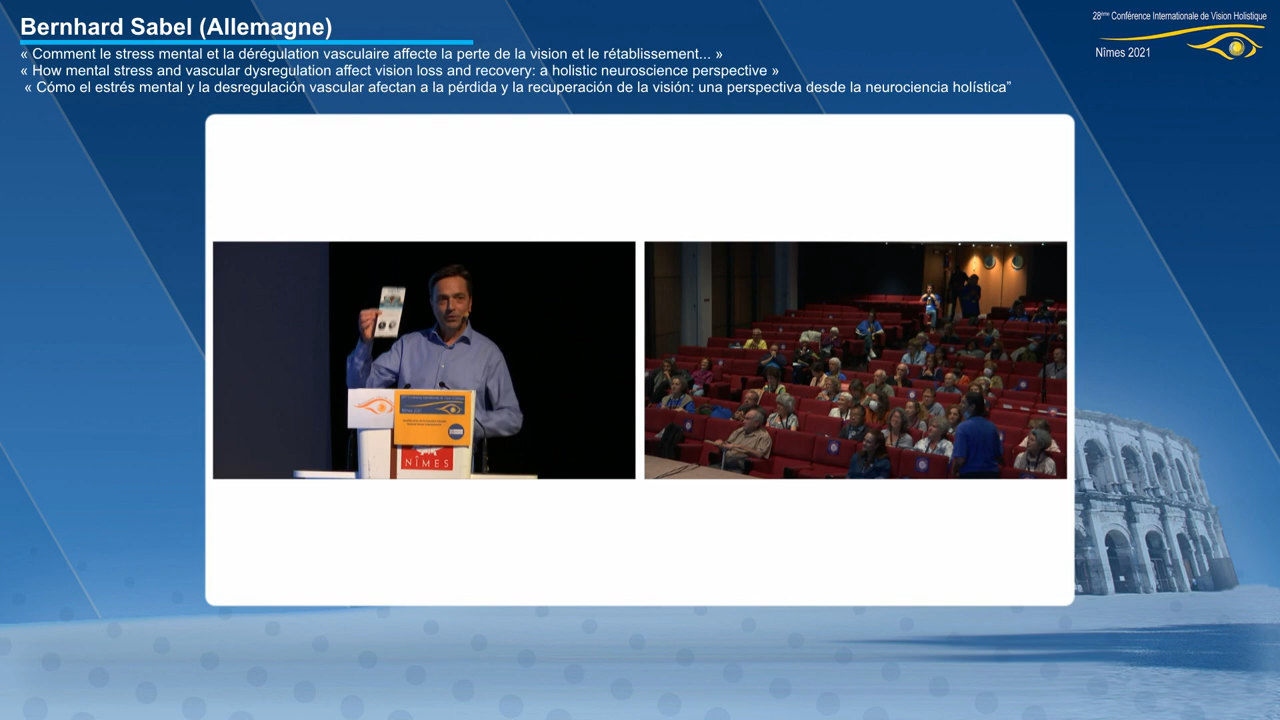 Bernhard Sabel (Allemagne)
« Comment le stress mental et la dérégulation vasculaire affecte la perte de la vision et le rétablissement... »
« How mental stress and vascular dysregulation affect vision loss and recovery: a holistic neuroscience perspective »
« Cómo el estrés mental y la desregulación vascular afectan a la pérdida y la recuperación de la visión: una perspectiva desde la neurociencia holística”
28ème Conférence Internationale de Vision Holistique
Nîmes 2021
NÎMES